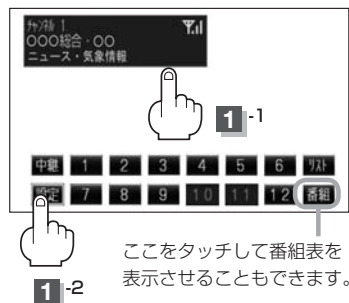 ﾁｬﾝﾈﾙ 1
○○○総合・○○
ニュース・気象情報
1 -1
中継 1 2 3 4 5 6 ﾘｽﾄ
設定 7 8 9 10 11 12 番組
1 -2
ここをタッチして番組表を
表示させることもできます。